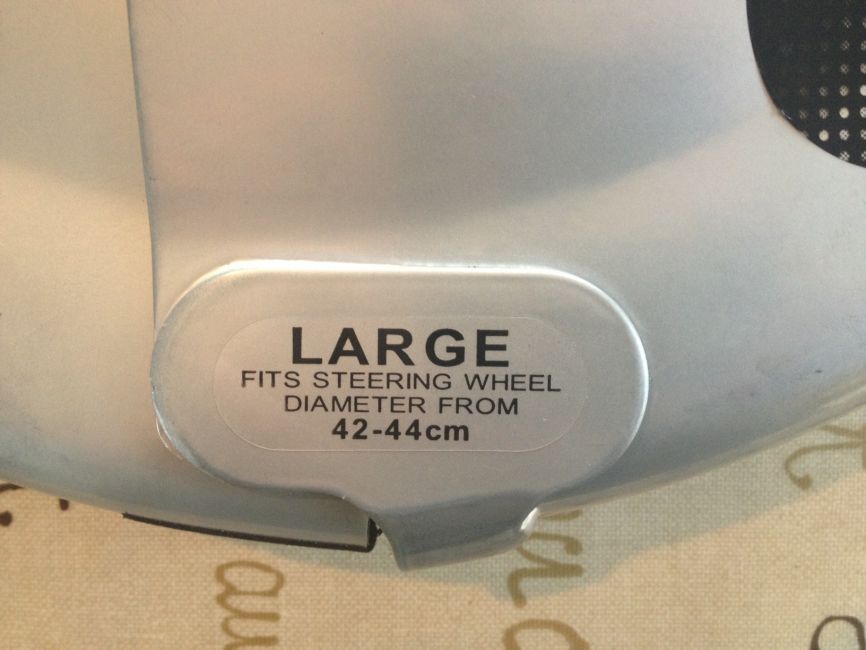 LARGE
FITS STEERING WHEEL
DIAMETER FROM
42-44cm